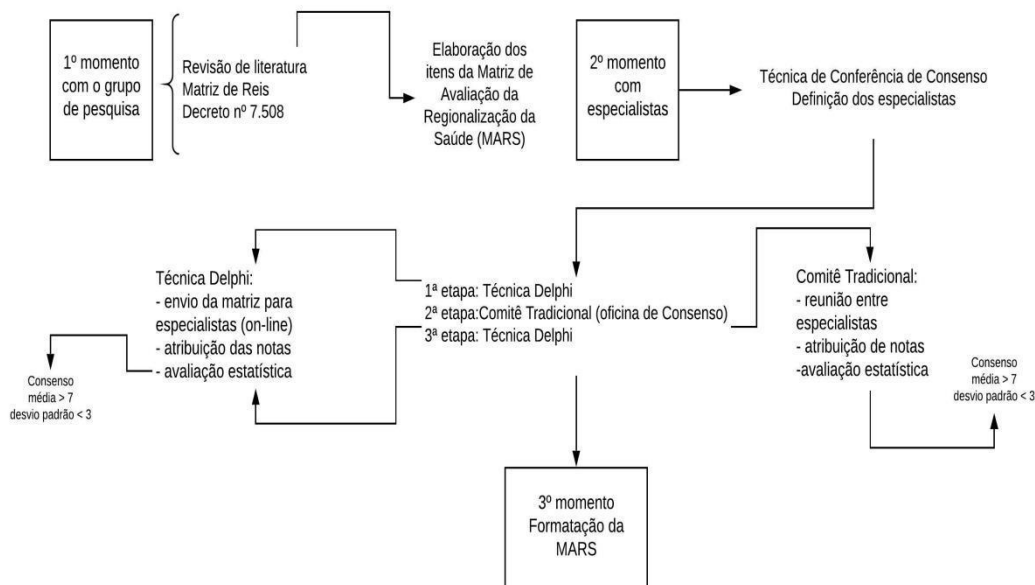 1º momento
com o grupo
de pesquisa
Revisão de literatura
Matriz de Reis
Decreto nº 7.508
Elaboração dos
itens da Matriz de
Avaliação da
Regionalização da
Saúde (MARS)
2º momento
com
especialistas
Técnica de Conferência de Consenso
Definição dos especialistas
Técnica Delphi:
- envio da matriz para
especialistas (on-line)
- atribuição das notas
- avaliação estatística
Consenso
média > 7
desvio padrão < 3
1ª etapa: Técnica Delphi
2ª etapa:Comitê Tradicional (oficina de Consenso)
3ª etapa: Técnica Delphi
Comitê Tradicional:
- reunião entre
especialistas
- atribuição de notas
-avaliação estatística
Consenso
média > 7
desvio padrão < 3
3º momento
Formatação da
MARS